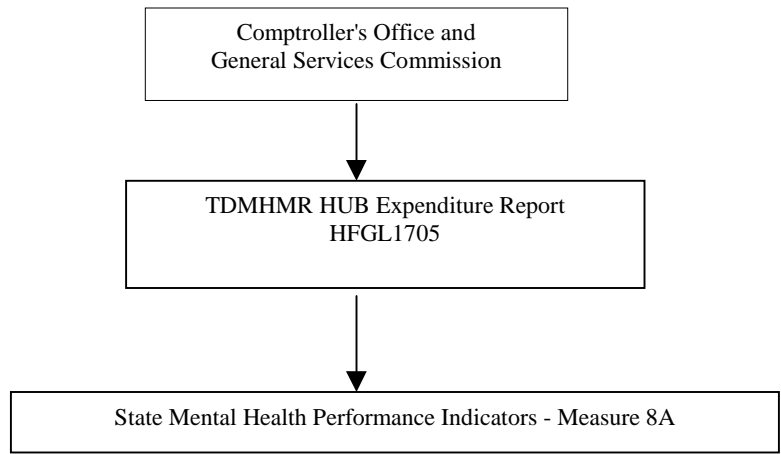 Comptroller's Office and
General Services Commission
TDMHMR HUB Expenditure Report
HFGL1705
State Mental Health Performance Indicators - Measure 8A